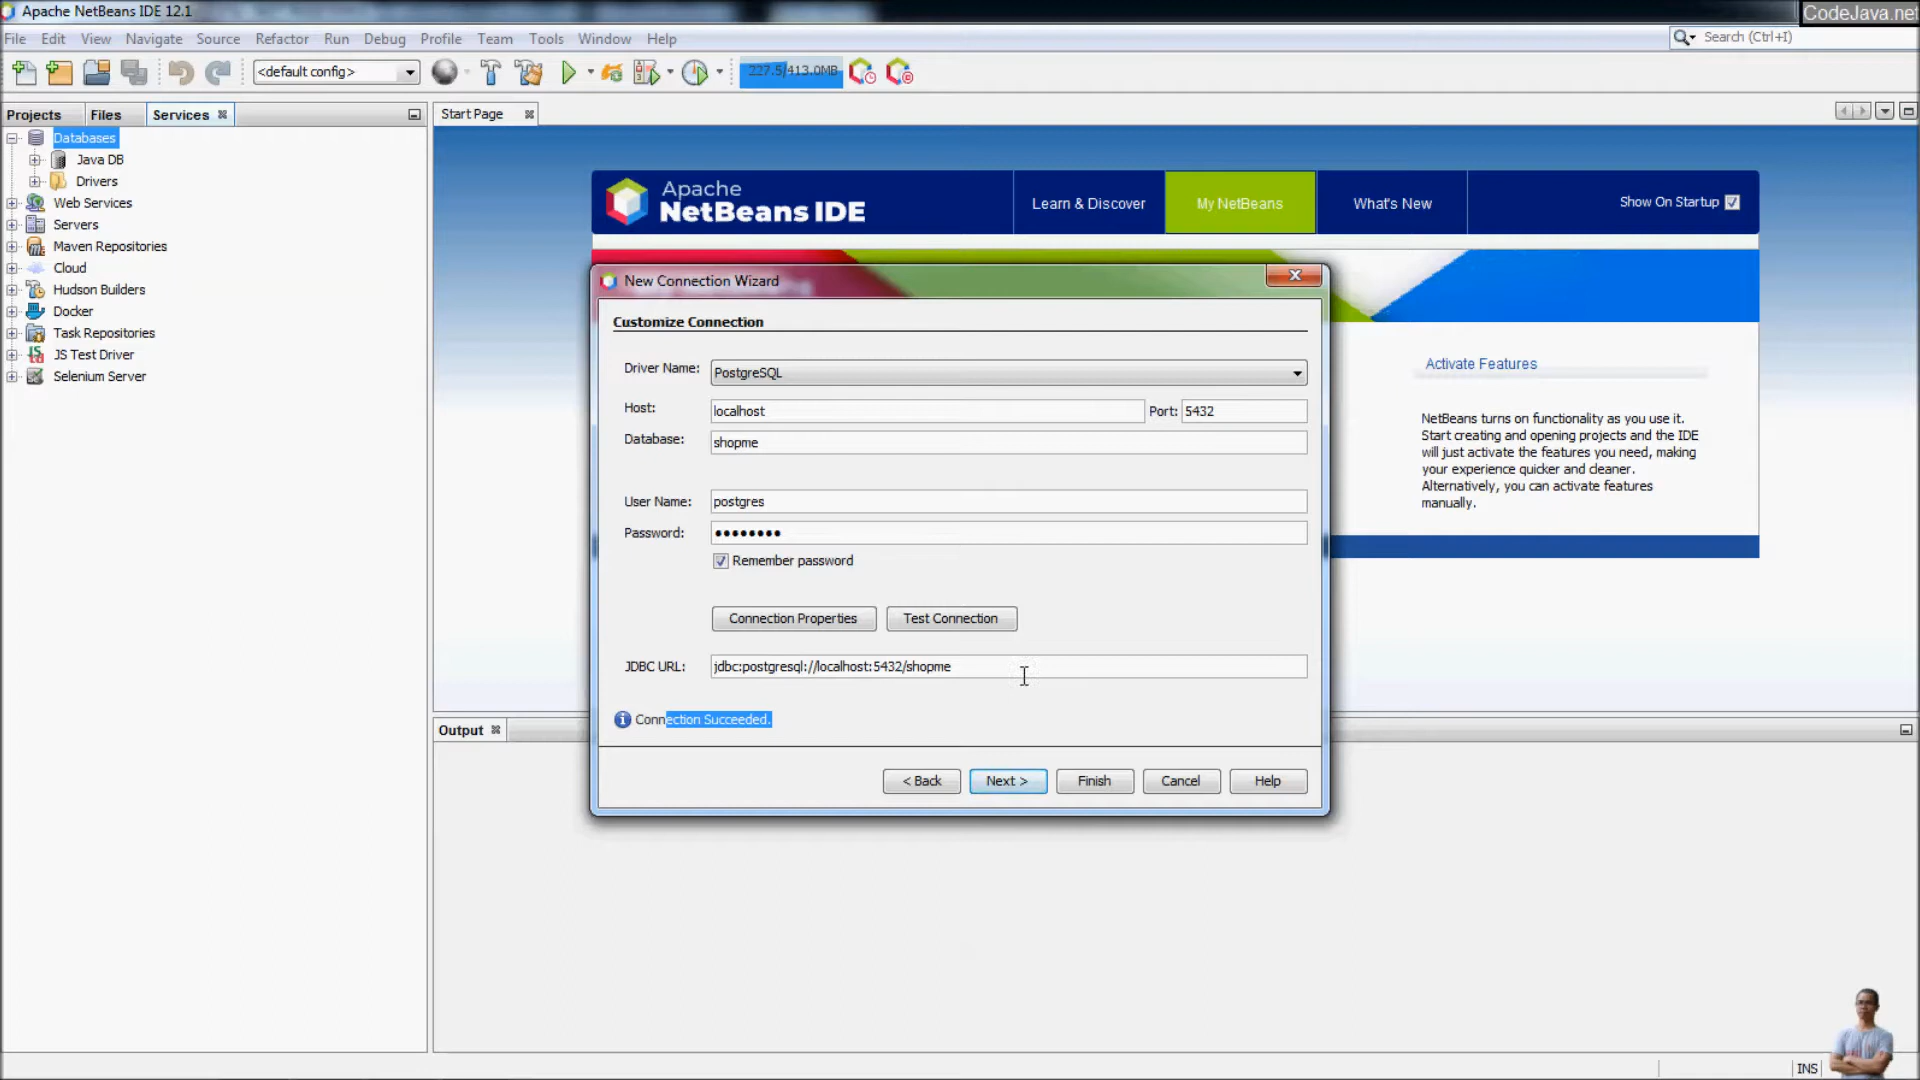 Apache NetBeans IDE 12.1
CodeJava.net
File Edit View Navigate Source Refactor Run Debug Profile Team Tools Window Help
Search (Ctrl+I)
<default config>
227.5/413.0MB
Projects Files Services
Start Page
Databases
Java DB
Drivers
Web Services
Servers
Maven Repositories
Cloud
Hudson Builders
Docker
Task Repositories
JS Test Driver
Selenium Server
Apache
NetBeans IDE
Learn & Discover
My NetBeans
What's New
Show On Startup
Activate Features
NetBeans turns on functionality as you use it.
Start creating and opening projects and the IDE
will just activate the features you need, making
your experience quicker and cleaner.
Alternatively, you can activate features
manually.
New Connection Wizard
Customize Connection
Driver Name: PostgreSQL
Host: localhost Port: 5432
Database: shopme
User Name: postgres
Password: ●●●●●●●●
Remember password
Connection Properties Test Connection
JDBC URL: jdbc:postgresql://localhost:5432/shopme
Connection Succeeded.
< Back Next > Finish Cancel Help
Output
INS